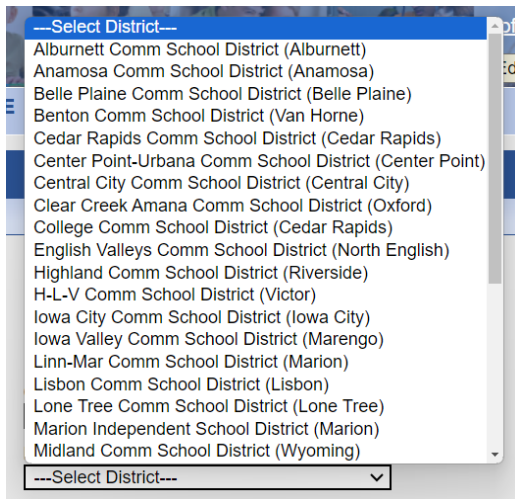 ---Select District---
Alburnett Comm School District (Alburnett)
Anamosa Comm School District (Anamosa)
Belle Plaine Comm School District (Belle Plaine)
Benton Comm School District (Van Horne)
Cedar Rapids Comm School District (Cedar Rapids)
Center Point-Urbana Comm School District (Center Point)
Central City Comm School District (Central City)
Clear Creek Amana Comm School District (Oxford)
College Comm School District (Cedar Rapids)
English Valleys Comm School District (North English)
Highland Comm School District (Riverside)
H-L-V Comm School District (Victor)
Iowa City Comm School District (Iowa City)
Iowa Valley Comm School District (Marengo)
Linn-Mar Comm School District (Marion)
Lisbon Comm School District (Lisbon)
Lone Tree Comm School District (Lone Tree)
Marion Independent School District (Marion)
Midland Comm School District (Wyoming)
---Select District---